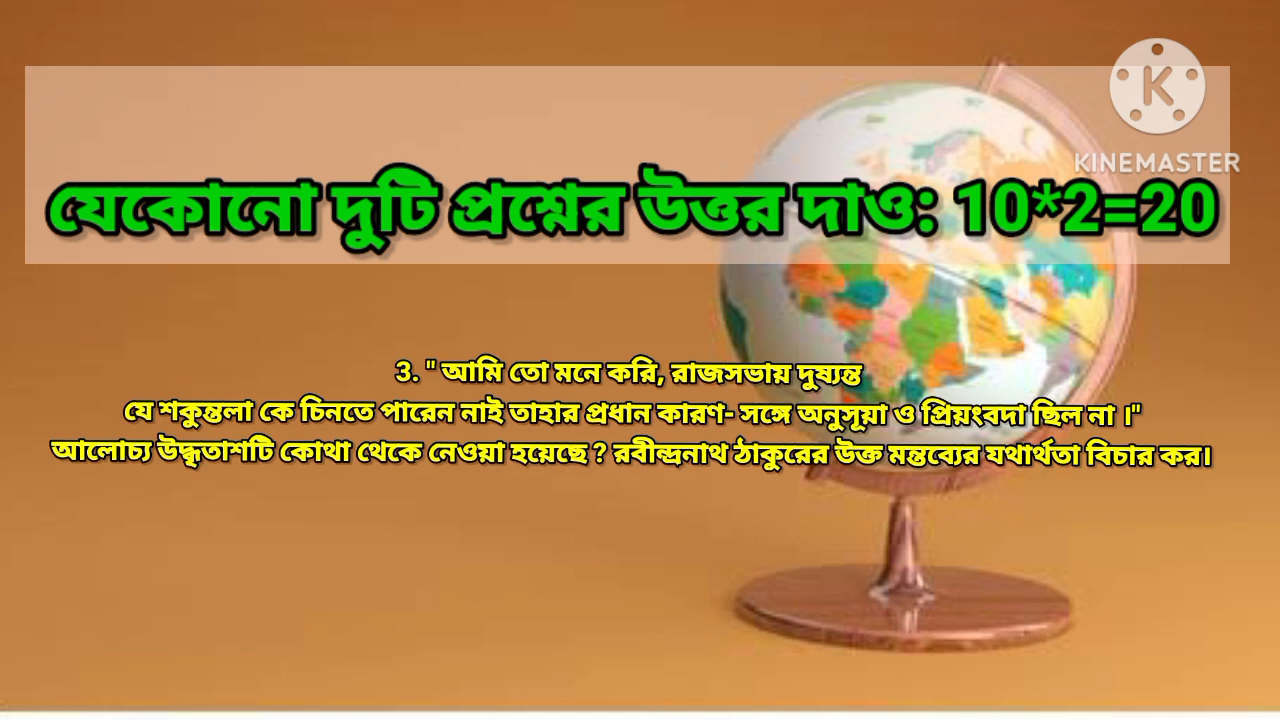 KINEMASTER
যেকোনো দুটি প্রশ্নের উত্তর দাও: 10*2=20
3. " আমি তো মনে করি, রাজসভায় দুষ্যন্ত
যে শকুন্তলা কে চিনতে পারেন নাই তাহার প্রধান কারণ- সঙ্গে অনুসূয়া ও প্রিয়ংবদা ছিল না ।"
আলোচ্য উদ্ধৃতাশটি কোথা থেকে নেওয়া হয়েছে ? রবীন্দ্রনাথ ঠাকুরের উক্ত মন্তব্যের যথার্থতা বিচার কর।